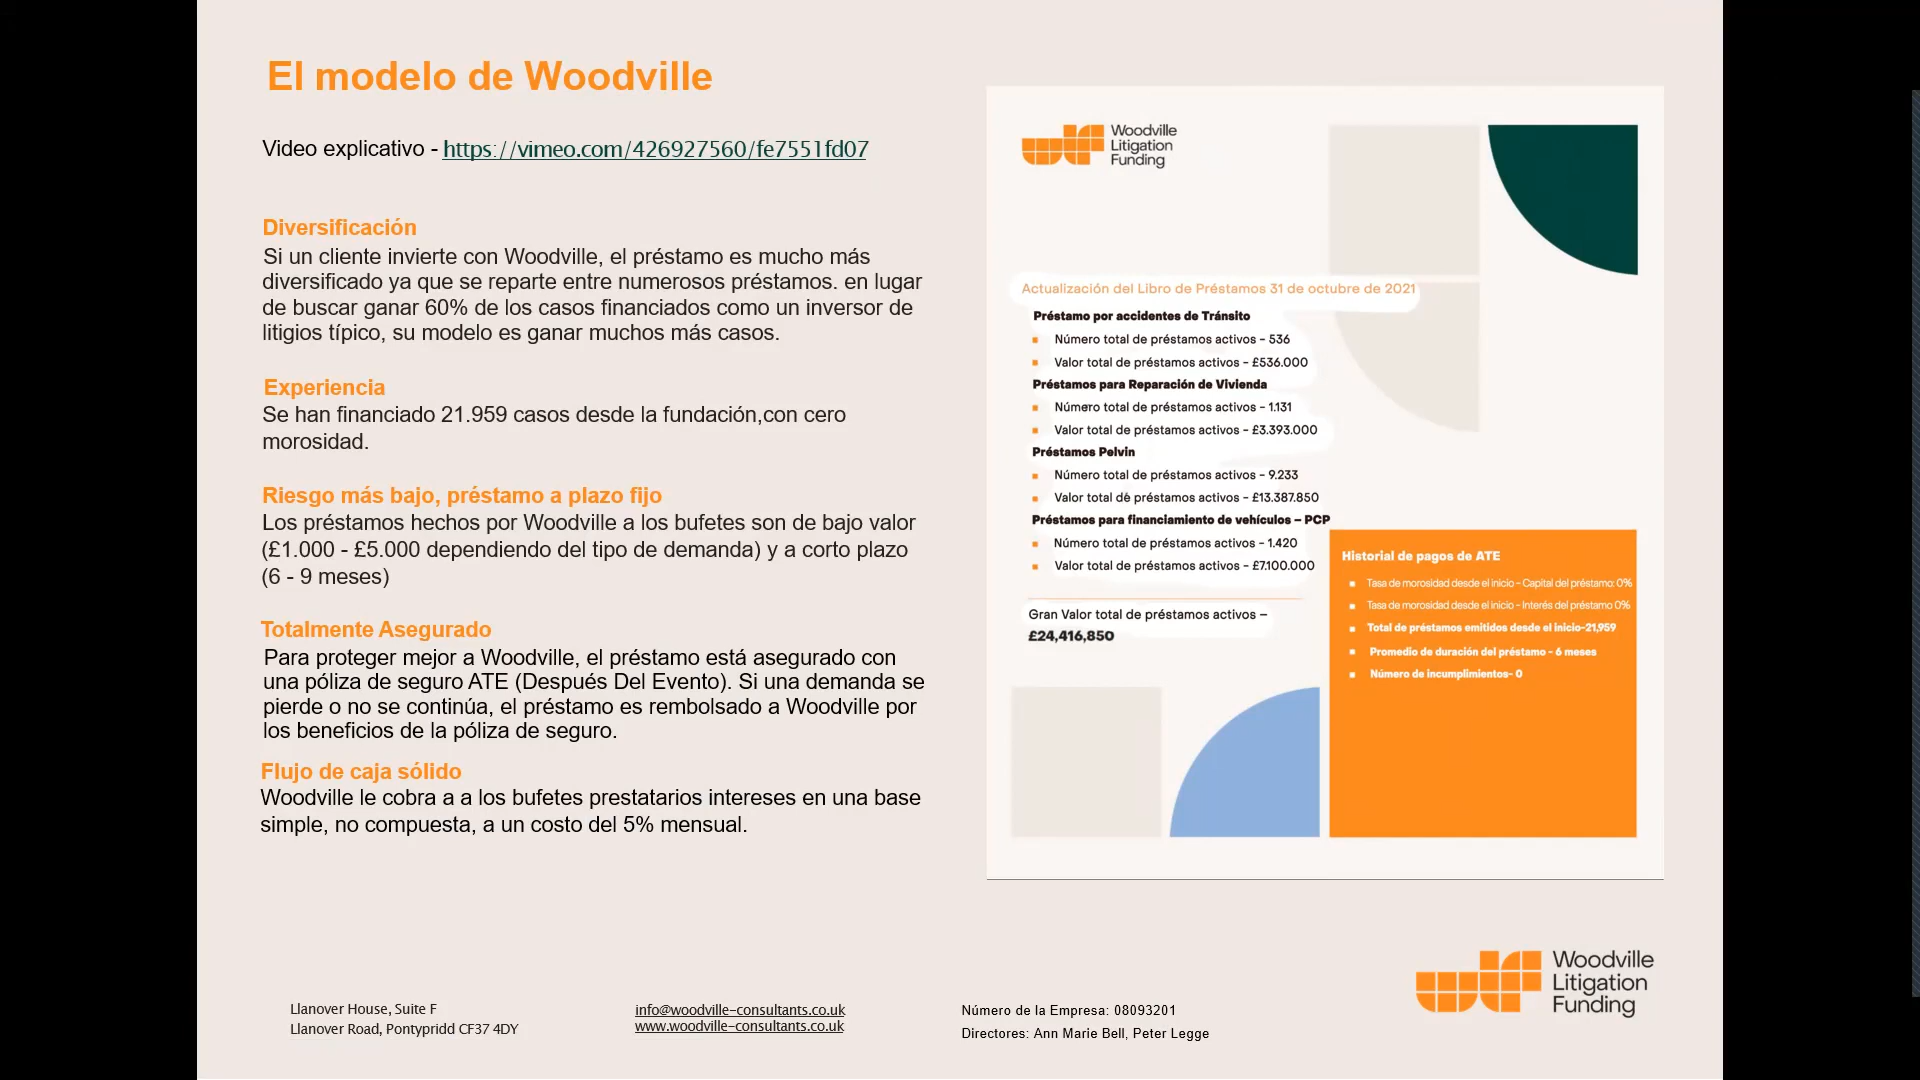 El modelo de Woodville
Video explicativo - https://vimeo.com/426927560/fe7551fd07
Diversificación
Si un cliente invierte con Woodville, el préstamo es mucho más
diversificado ya que se reparte entre numerosos préstamos. en lugar
de buscar ganar 60% de los casos financiados como un inversor de
litigios típico, su modelo es ganar muchos más casos.
Experiencia
Se han financiado 21.959 casos desde la fundación,con cero
morosidad.
Riesgo más bajo, préstamo a plazo fijo
Los préstamos hechos por Woodville a los bufetes son de bajo valor
(£1.000 - £5.000 dependiendo del tipo de demanda) y a corto plazo
(6 - 9 meses)
Totalmente Asegurado
Para proteger mejor a Woodville, el préstamo está asegurado con
una póliza de seguro ATE (Después Del Evento). Si una demanda se
pierde o no se continúa, el préstamo es rembolsado a Woodville por
los beneficios de la póliza de seguro.
Flujo de caja sólido
Woodville le cobra a a los bufetes prestatarios intereses en una base
simple, no compuesta, a un costo del 5% mensual.
Woodville
Litigation
Funding
Actualización del Libro de Préstamos 31 de octubre de 2021
Préstamo por accidentes de Tránsito
Número total de préstamos activos - 536
Valor total de préstamos activos - £536.000
Préstamos para Reparación de Vivienda
Número total de préstamos activos - 1.131
Valor total de préstamos activos - £3.393.000
Préstamos Pelvin
Número total de préstamos activos - 9.233
Valor total dé préstamos activos - £13.387.850
Préstamos para financiamiento de vehículos – PCP
Número total de préstamos activos - 1.420
Valor total de préstamos activos - £7.100.000
Gran Valor total de préstamos activos –
£24,416,850
Historial de pagos de ATE
Tasa de morosidad desde el inicio - Capital del préstamo: 0%
Tasa de morosidad desde el inicio - Interés del préstamo 0%
Total de préstamos emitidos desde el inicio-21,959
Promedio de duración del préstamo - 6 meses
Número de incumplimientos- 0
Llanover House, Suite F
Llanover Road, Pontypridd CF37 4DY
info@woodville-consultants.co.uk
www.woodville-consultants.co.uk
Número de la Empresa: 08093201
Directores: Ann Marie Bell, Peter Legge
Woodville
Litigation
Funding